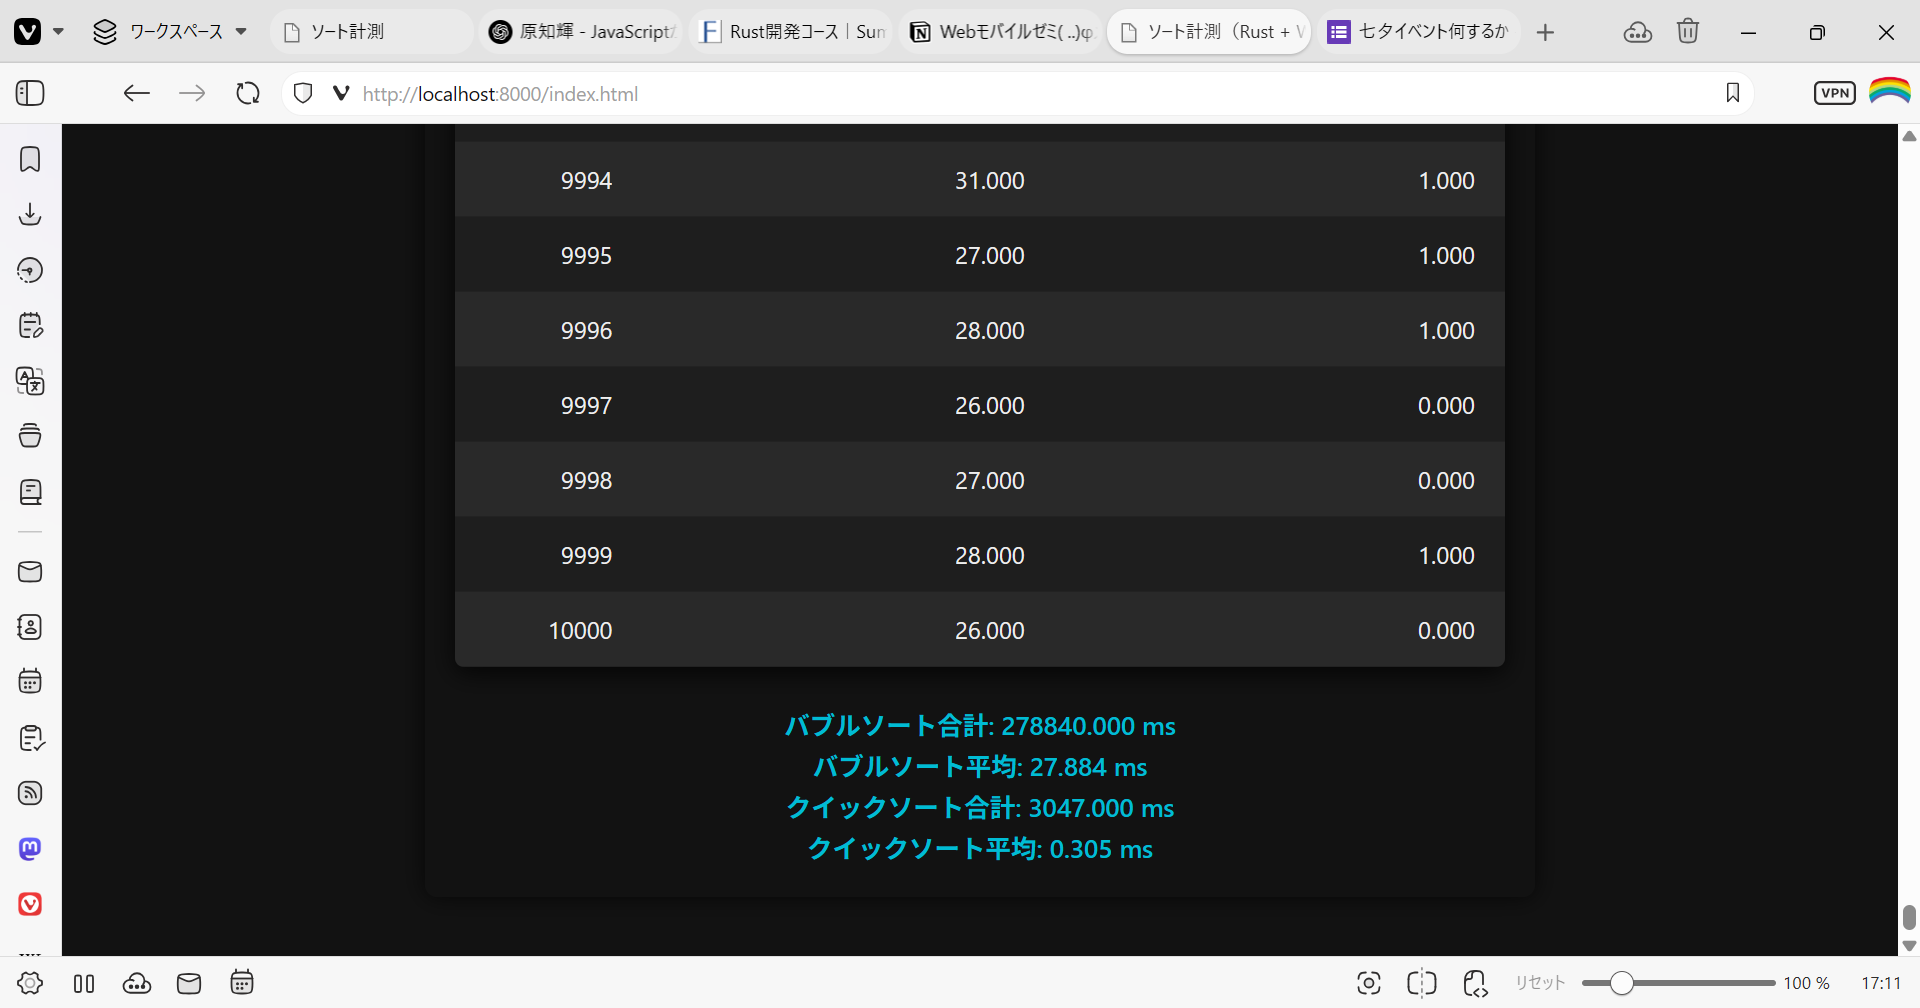 ワークスペース
ソート計測
原知輝 - JavaScript
Rust開発コース | Sum
Webモバイルゼミ( ..)φ
ソート計測（Rust + W
七夕イベント何するか
http://localhost:8000/index.html
VPN
9994 31.000 1.000
9995 27.000 1.000
9996 28.000 1.000
9997 26.000 0.000
9998 27.000 0.000
9999 28.000 1.000
10000 26.000 0.000
バブルソート合計: 278840.000 ms
バブルソート平均: 27.884 ms
クイックソート合計: 3047.000 ms
クイックソート平均: 0.305 ms
リセット
100 %
17:11